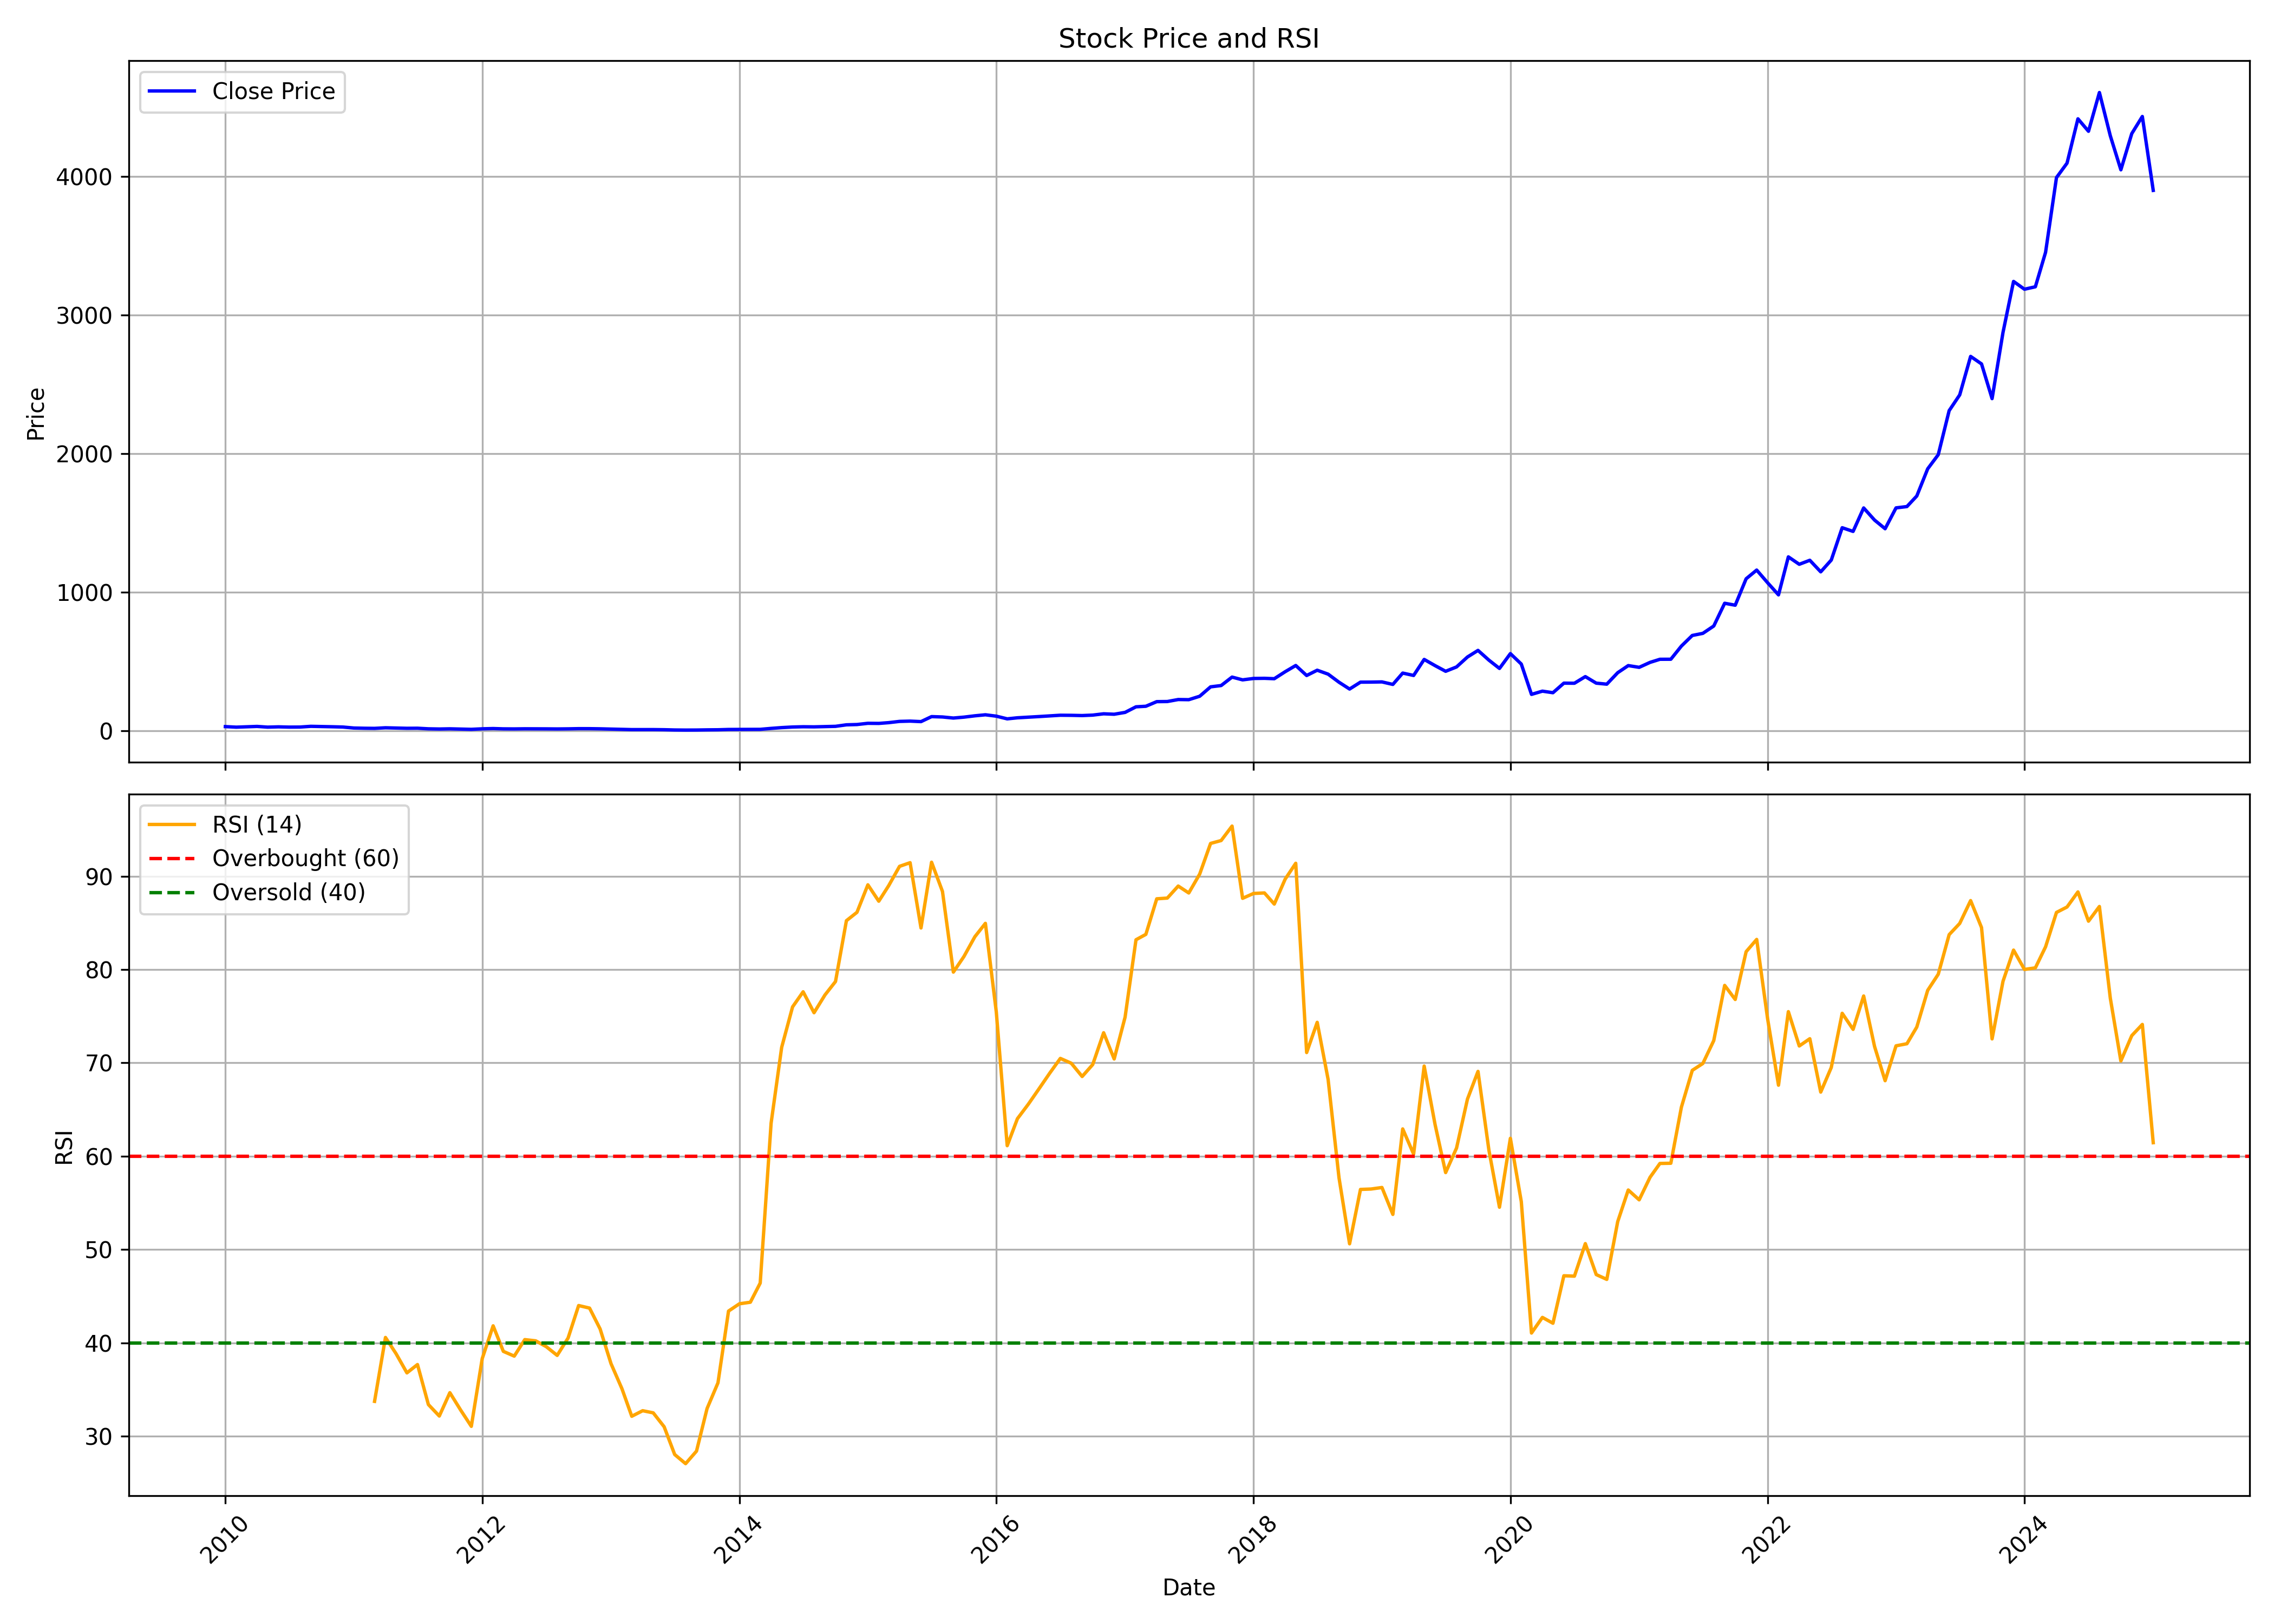 Stock Price and RSI
Close Price
Price
4000
3000
2000
1000
0
RSI (14)
Overbought (60)
Oversold (40)
RSI
90
80
70
60
50
40
30
2010
2012
2014
2016
2018
2020
2022
2024
Date